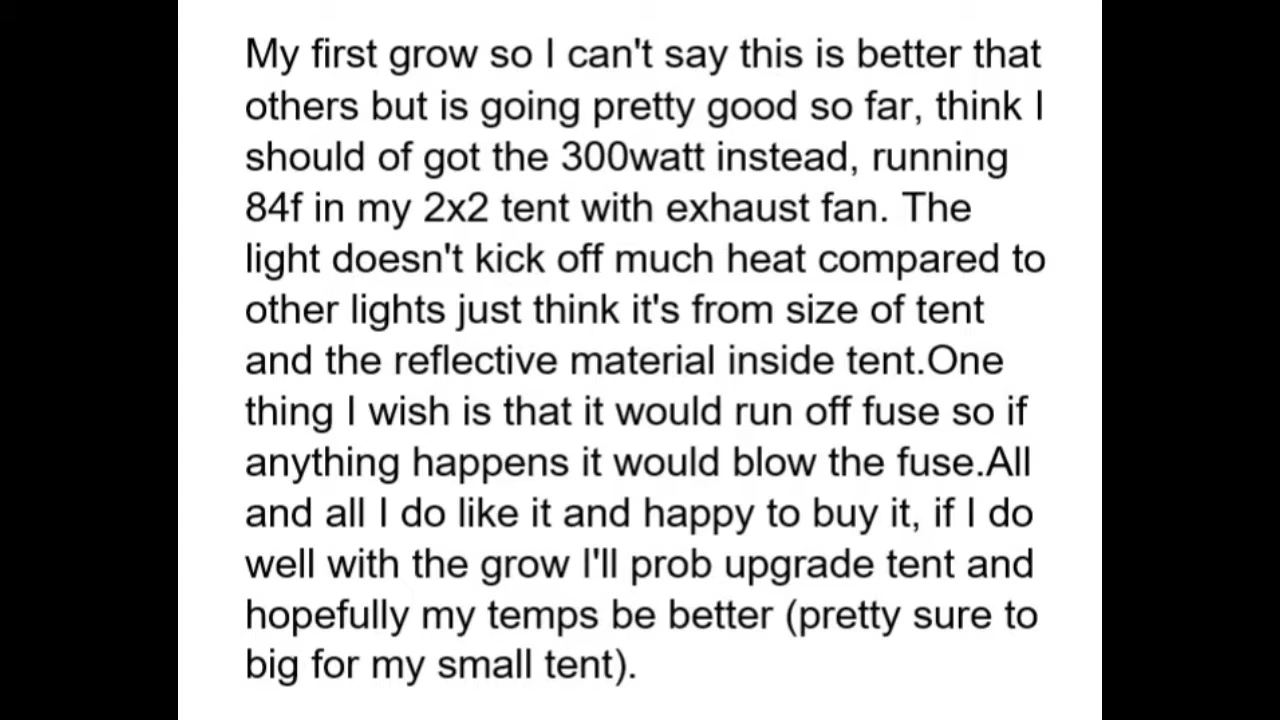 My first grow so I can't say this is better that
others but is going pretty good so far, think I
should of got the 300watt instead, running
84f in my 2x2 tent with exhaust fan. The
light doesn't kick off much heat compared to
other lights just think it's from size of tent
and the reflective material inside tent.One
thing I wish is that it would run off fuse so if
anything happens it would blow the fuse.All
and all I do like it and happy to buy it, if I do
well with the grow I'll prob upgrade tent and
hopefully my temps be better (pretty sure to
big for my small tent).